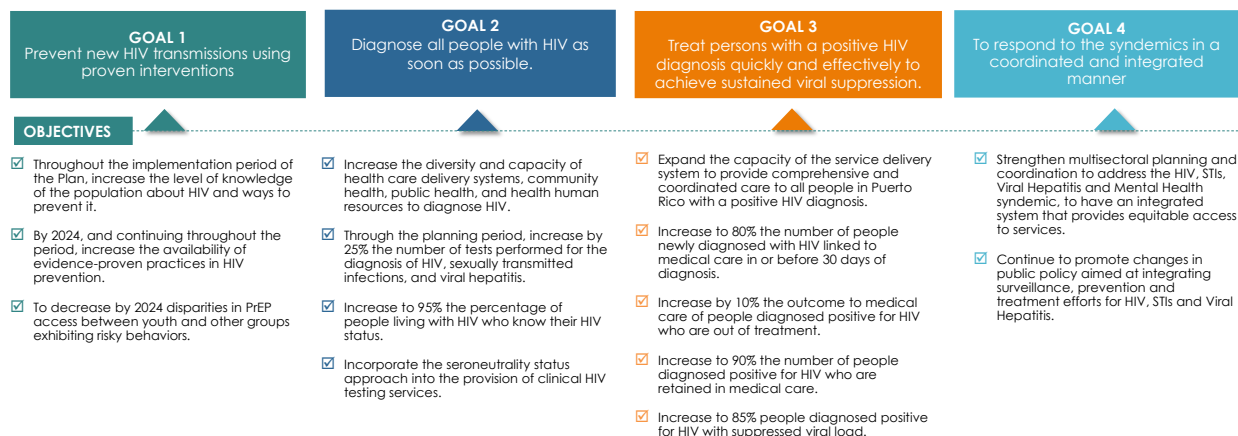 GOAL 1
Prevent new HIV transmissions using
proven interventions
GOAL 2
Diagnose all people with HIV as
soon as possible.
GOAL 3
Treat persons with a positive HIV
diagnosis quickly and effectively to
achieve sustained viral suppression.
GOAL 4
To respond to the syndemics in a
coordinated and integrated
manner
OBJECTIVES
Throughout the implementation period of
the Plan, increase the level of knowledge
of the population about HIV and ways to
prevent it.
By 2024, and continuing throughout the
period, increase the availability of
evidence-proven practices in HIV
prevention.
To decrease by 2024 disparities in PrEP
access between youth and other groups
exhibiting risky behaviors.
Increase the diversity and capacity of
health care delivery systems, community
health, public health, and health human
resources to diagnose HIV.
Through the planning period, increase by
25% the number of tests performed for the
diagnosis of HIV, sexually transmitted
infections, and viral hepatitis.
Increase to 95% the percentage of
people living with HIV who know their HIV
status.
Incorporate the seroneutrality status
approach into the provision of clinical HIV
testing services.
Expand the capacity of the service delivery
system to provide comprehensive and
coordinated care to all people in Puerto
Rico with a positive HIV diagnosis.
Increase to 80% the number of people
newly diagnosed with HIV linked to
medical care in or before 30 days of
diagnosis.
Increase by 10% the outcome to medical
care of people diagnosed positive for HIV
who are out of treatment.
Increase to 90% the number of people
diagnosed positive for HIV who are
retained in medical care.
Increase to 85% people diagnosed positive
for HIV with suppressed viral load.
Strengthen multisectoral planning and
coordination to address the HIV, STIs,
Viral Hepatitis and Mental Health
syndemic, to have an integrated
system that provides equitable access
to services.
Continue to promote changes in
public policy aimed at integrating
surveillance, prevention and
treatment efforts for HIV, STIs and Viral
Hepatitis.